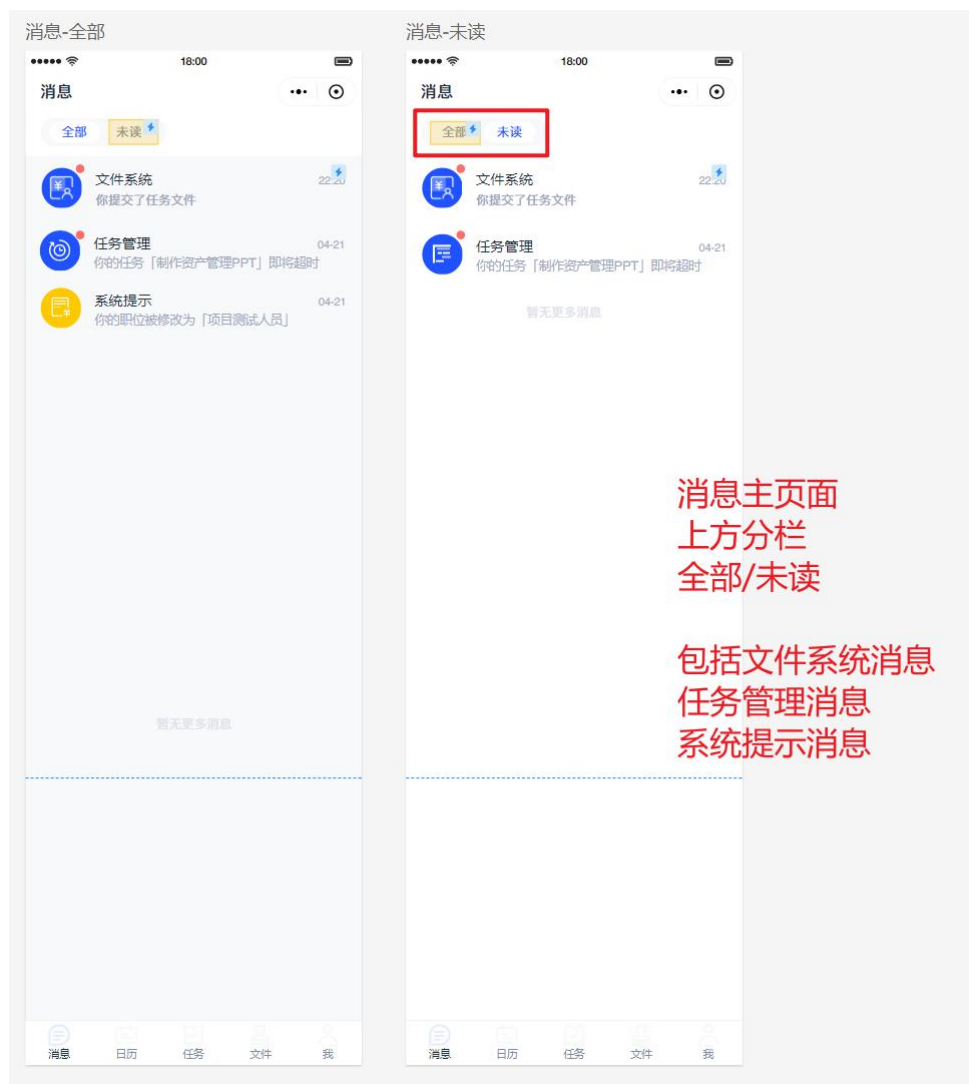 消息-全部
18:00
消息
全部 未读
文件系统 22:20
你提交了任务文件
任务管理 04-21
你的任务「制作资产管理PPT」即将超时
系统提示 04-21
你的职位被修改为「项目测试人员」
暂无更多消息
消息 日历 任务 文件 我
消息-未读
18:00
消息
全部 未读
文件系统 22:20
你提交了任务文件
任务管理 04-21
你的任务「制作资产管理PPT」即将超时
暂无更多消息
消息主页面
上方分栏
全部/未读
包括文件系统消息
任务管理消息
系统提示消息
消息 日历 任务 文件 我